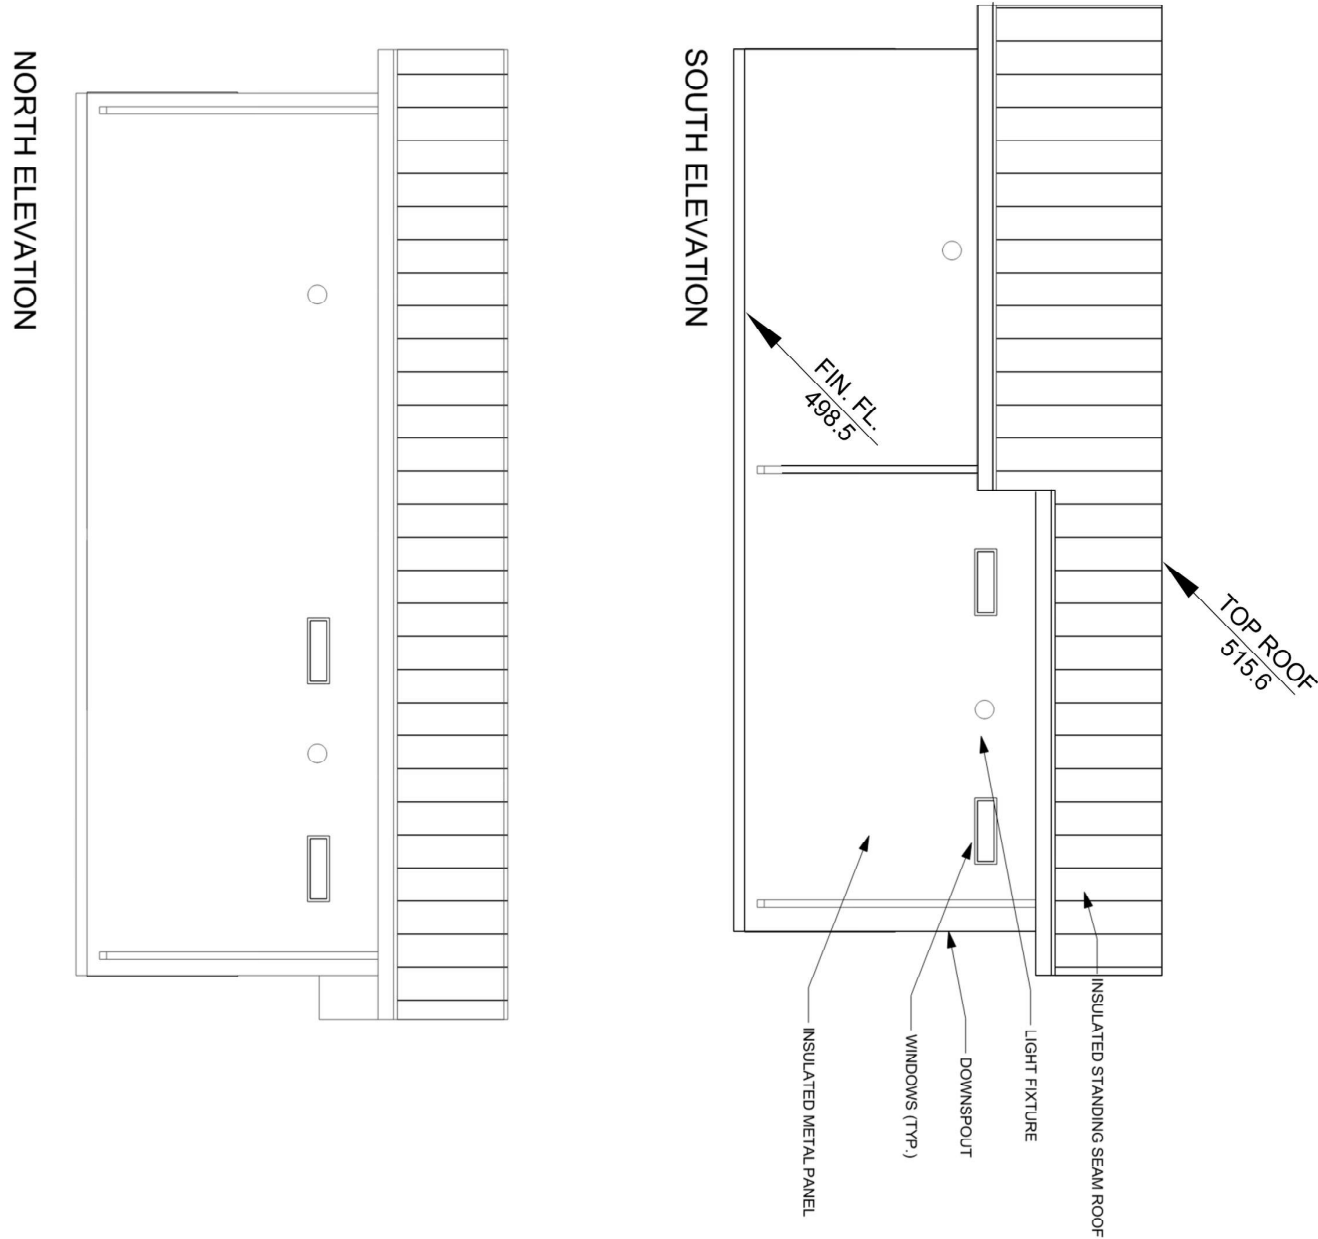 SOUTH ELEVATION
FIN. FL.
498.5
TOP ROOF
515.6
INSULATED STANDING SEAM ROOF
LIGHT FIXTURE
DOWNSPOUT
WINDOWS (TYP.)
INSULATED METAL PANEL
NORTH ELEVATION